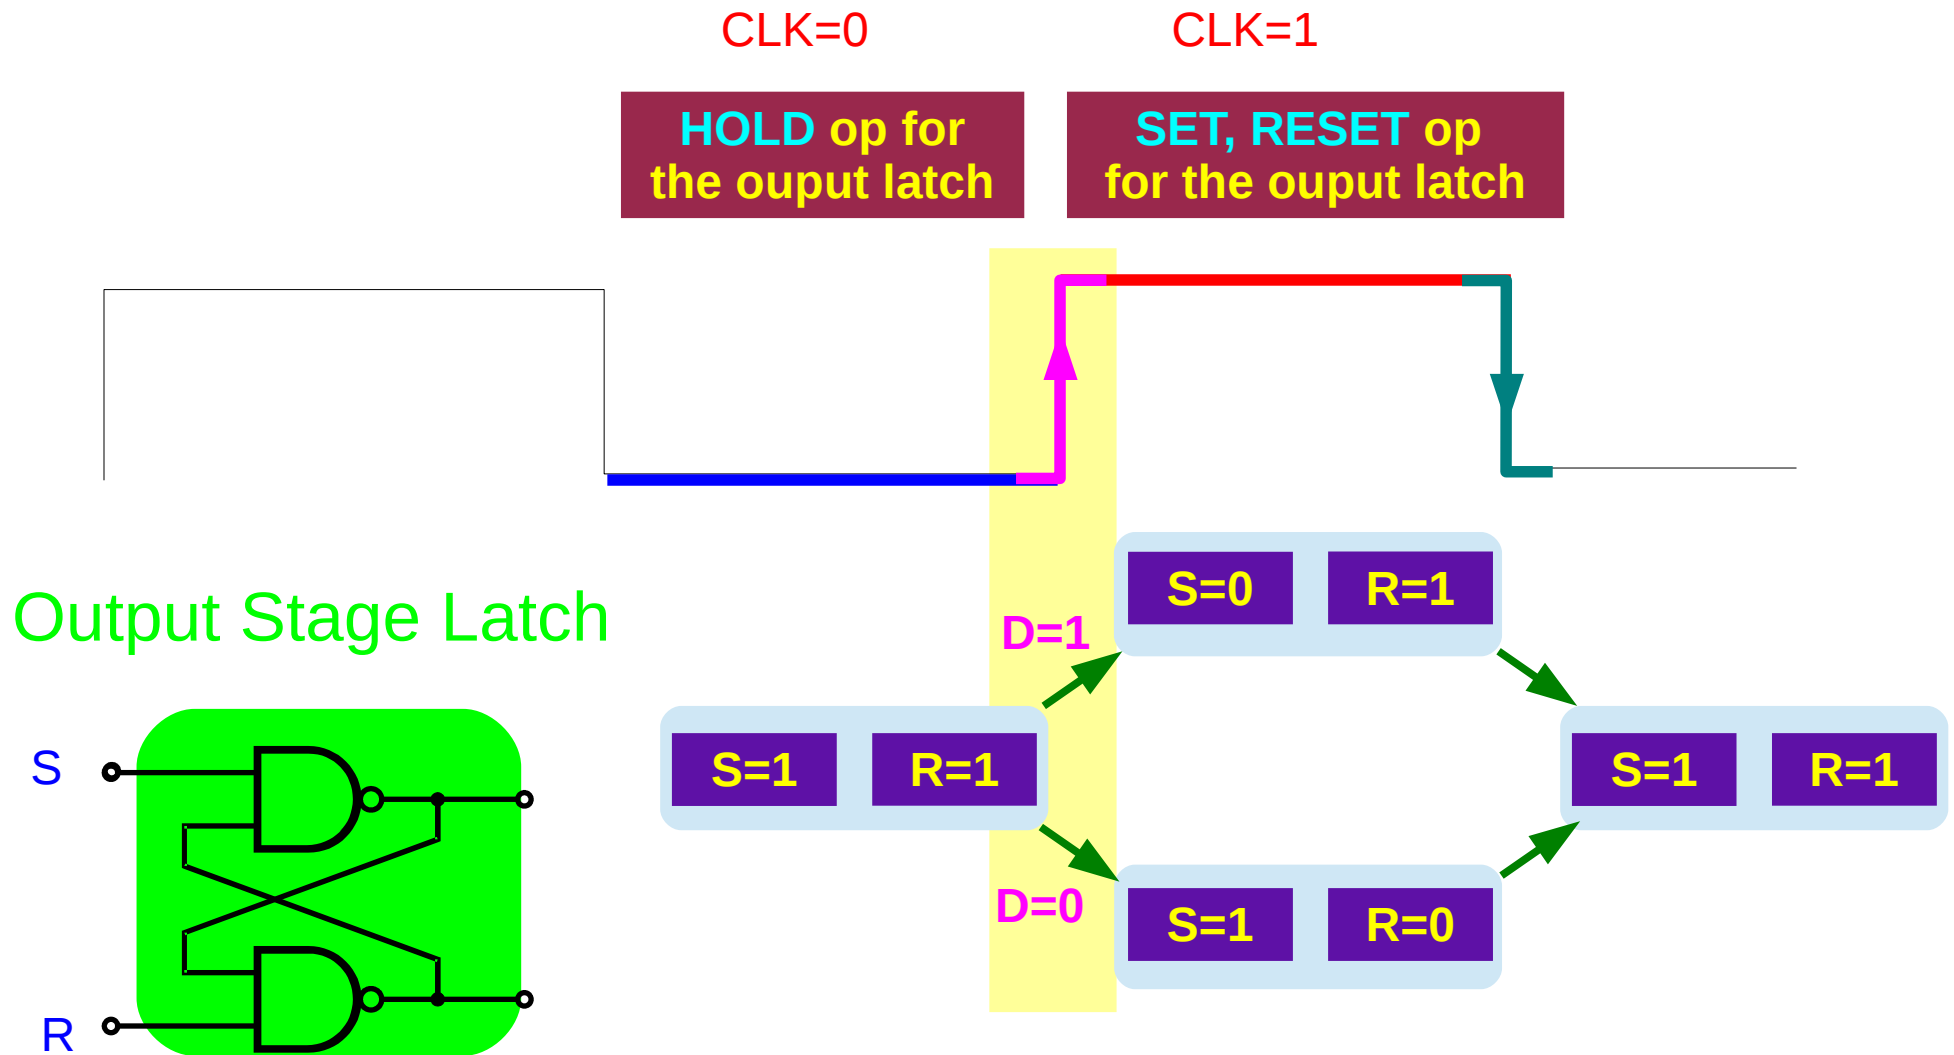 CLK=0
CLK=1
HOLD op for
the ouput latch
SET, RESET op
for the ouput latch
Output Stage Latch
S
R
D=1
D=0
S=1
R=1
S=0
R=1
S=1
R=0
S=1
R=1